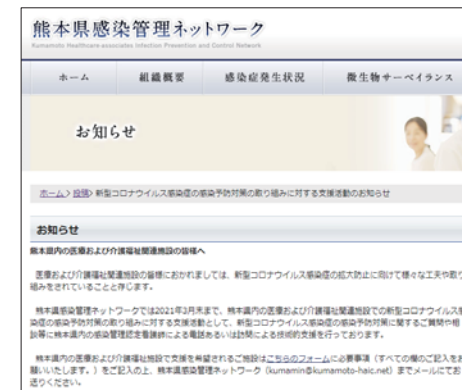 熊本県感染管理ネットワーク
Kumamoto Healthcare-associates Infection Prevention and Control Network
ホーム 組織概要 感染症発生状況 微生物サーベイランス
お知らせ
ホーム > 投稿> 新型コロナウイルス感染症の感染予防対策の取り組みに対する支援活動のお知らせ
お知らせ
熊本県内の医療および介護福祉関連施設の皆様へ
医療および介護福祉関連施設の皆様におかれましては、新型コロナウイルス感染症の拡大防止に向けて様々な工夫や取り
組みをされていることと存じます。
熊本県感染管理ネットワークでは2021年3月末まで、熊本県内の医療および介護福祉関連施設での新型コロナウイルス感
染症の感染予防対策の取り組みに対する支援活動として、新型コロナウイルス感染症の感染予防対策に関するご質問や相
談等に熊本県内の感染管理認定看護師による電話あるいは訪問による技術的支援を行っております。
熊本県内の医療および介護福祉関連施設で支援を希望されるご施設はこちらのフォームに必要事項（すべての欄のご記入をお
願いいたします。）をご記入の上、熊本県感染管理ネットワーク（kumamin@kumamoto-haic.net）までメールにてお
送りください。